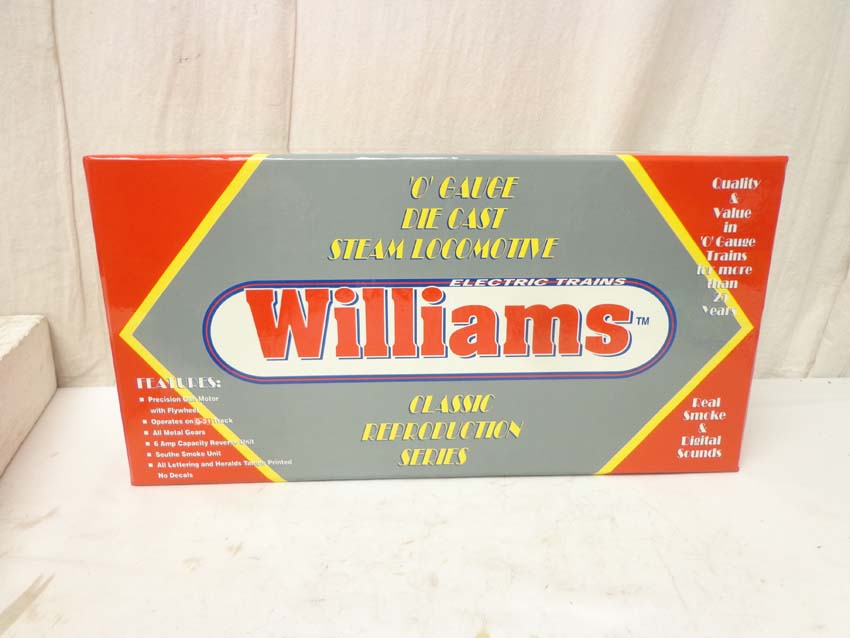 'O' GAUGE
DIE CAST
STEAM LOCOMOTIVE
Quality
&
Value
in
'O' Gauge
Trains
for more
than
Years
ELECTRIC TRAINS
Williams TM
FEATURES:
■ Precision Motor
with Flywheel
■ Operates on Track
■ All Metal Gears
■ 6 Amp Capacity Reverse Unit
■ Seuthe Smoke Unit
■ All Lettering and Heralds Printed
No Decals
CLASSIC
REPRODUCTION
SERIES
Real
Smoke
&
Digital
Sounds